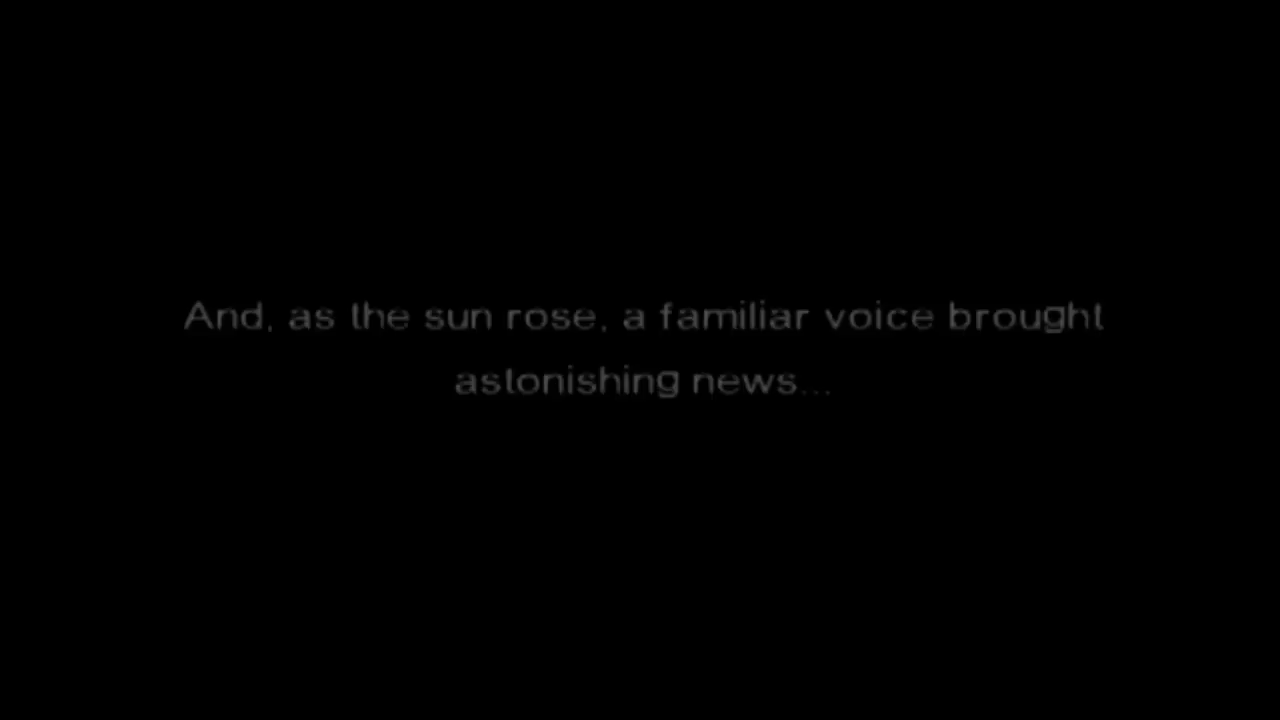 And, as the sun rose, a familiar voice brought
astonishing news...